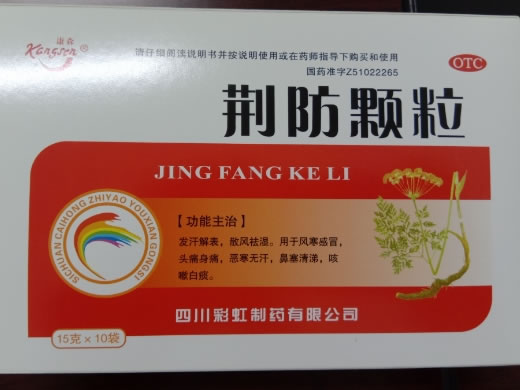 康森
Kangsen
请仔细阅读说明书并按说明使用或在药师指导下购买和使用
国药准字Z51022265
OTC
荆防颗粒
JING FANG KE LI
SICHUAN CAIHONG ZHIYAO YOUXIAN GONGSI
【功能主治】
发汗解表，散风祛湿。用于风寒感冒，
头痛身痛，恶寒无汗，鼻塞清涕，咳
嗽白痰。
四川彩虹制药有限公司
15克×10袋